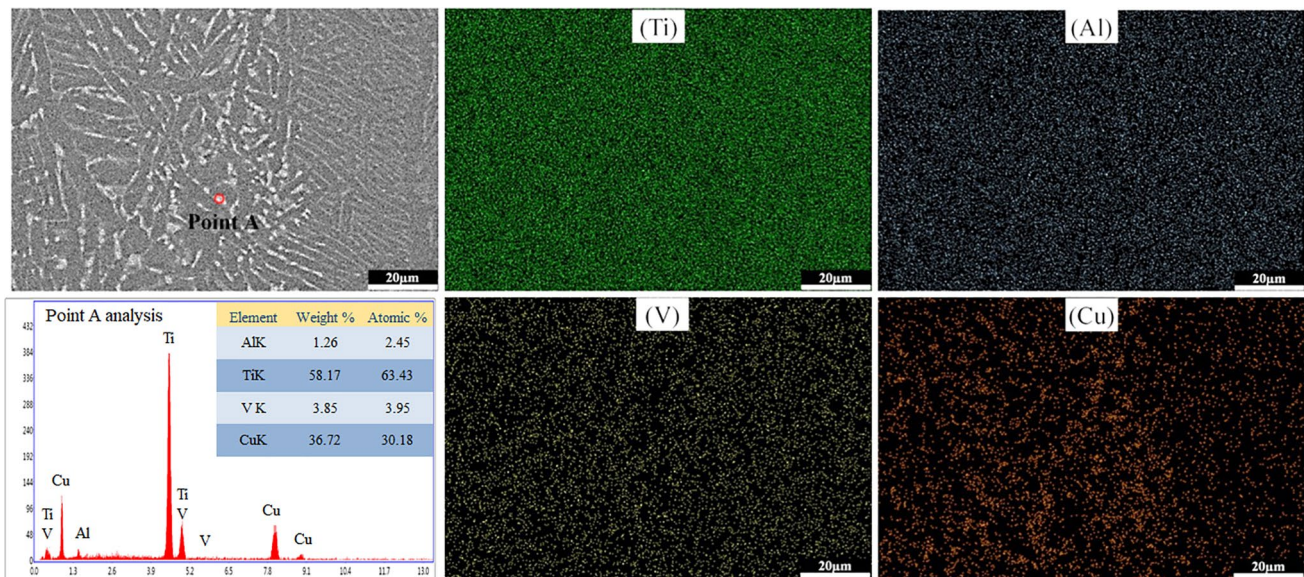 Point A
20μm
(Ti)
20μm
(Al)
20μm
Point A analysis
Element Weight % Atomic %
AlK 1.26 2.45
TiK 58.17 63.43
V K 3.85 3.95
CuK 36.72 30.18
432
384
336
288
240
192
144
96
48
0
Ti
V
Cu
Al
Ti
Ti
V
V
Cu
Cu
0.0 1.3 2.6 3.9 5.2 6.5 7.8 9.1 10.4 11.7 13.0
(V)
20μm
(Cu)
20μm